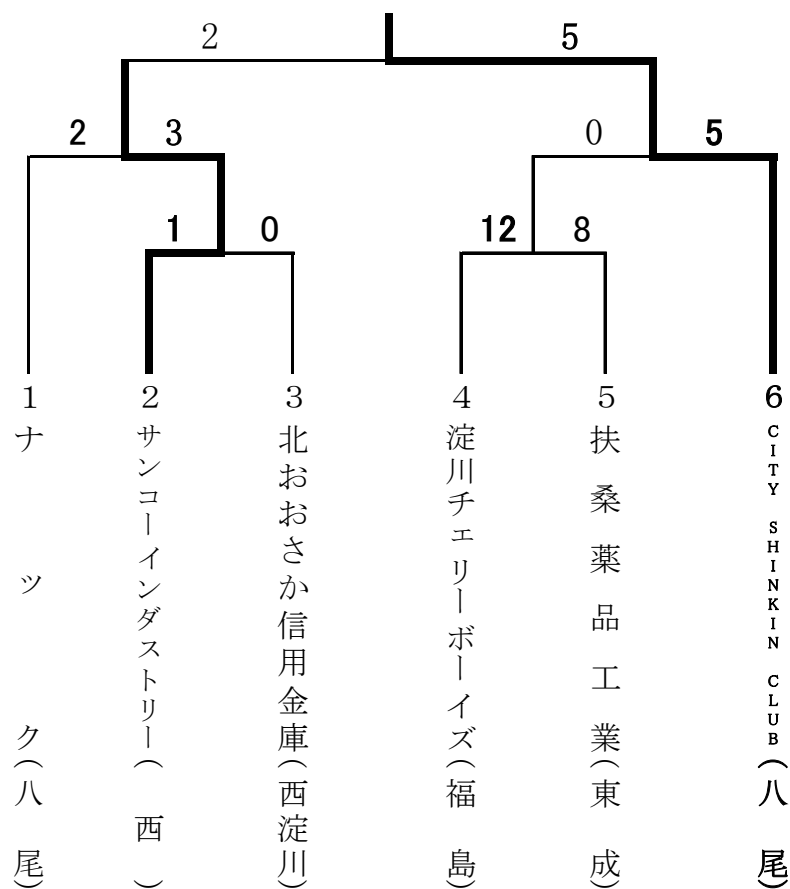 2 5
2 3 0 5
1 0 12 8
1 2 3 4 5 6
ナック(八尾)
サンコーインダストリー(西)
北おおさか信用金庫(西淀川)
淀川チェリーボーイズ(福島)
扶桑薬品工業(東成)
CITY SHINKIN CLUB(八尾)